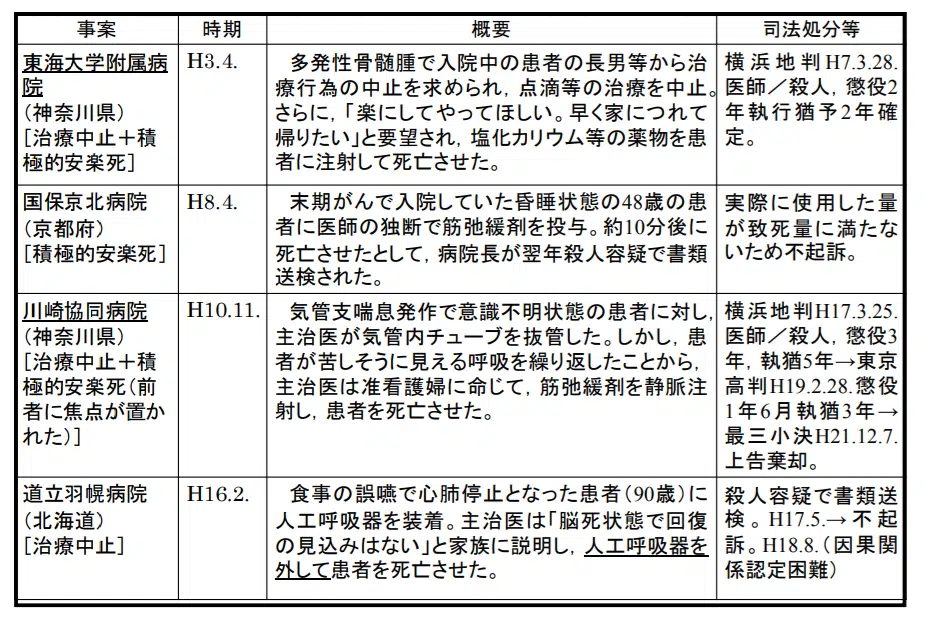 事案
時期
概要
司法処分等
東海大学附属病
院
(神奈川県)
[治療中止+積
極的安楽死]
H3.4.
多発性骨髄腫で入院中の患者の長男等から治
療行為の中止を求められ,点滴等の治療を中止。
さらに,「楽にしてやってほしい。早く家につれて
帰りたい」と要望され,塩化カリウム等の薬物を患
者に注射して死亡させた。
横浜地判H7.3.28.
医師/殺人,懲役2
年執行猶予2年確
定。
国保京北病院
(京都府)
[積極的安楽死]
H8.4.
末期がんで入院していた昏睡状態の48歳の患
者に医師の独断で筋弛緩剤を投与。約10分後に
死亡させたとして,病院長が翌年殺人容疑で書類
送検された。
実際に使用した量
が致死量に満たな
いため不起訴。
川崎協同病院
(神奈川県)
[治療中止+積
極的安楽死(前
者に焦点が置か
れた)]
H10.11.
気管支喘息発作で意識不明状態の患者に対し,
主治医が気管内チューブを抜管した。しかし,患
者が苦しそうに見える呼吸を繰り返したことから,
主治医は准看護婦に命じて,筋弛緩剤を静脈注
射し,患者を死亡させた。
横浜地判H17.3.25.
医師/殺人,懲役3
年,執猶5年→東京
高判H19.2.28.懲役
1年6月執猶3年→
最三小決H21.12.7.
上告棄却。
道立羽幌病院
(北海道)
[治療中止]
H16.2.
食事の誤嚥で心肺停止となった患者(90歳)に
人工呼吸器を装着。主治医は「脳死状態で回復
の見込みはない」と家族に説明し,人工呼吸器を
外して患者を死亡させた。
殺人容疑で書類送
検。H17.5.→不起
訴。H18.8.(因果関
係認定困難)